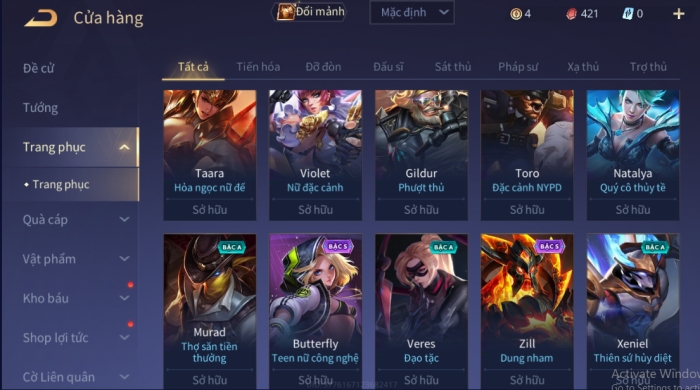 Cửa hàng
Đổi mảnh
Mặc định
4
421
0
Đề cử
Tướng
Trang phục
Trang phục
Quà cáp
Vật phẩm
Kho báu
Shop lợi tức
Cờ Liên quân
Tất cả
Tiến hóa
Đỡ đòn
Đấu sĩ
Sát thủ
Pháp sư
Xạ thủ
Trợ thủ
Taara
Hỏa ngọc nữ đế
Sở hữu
Violet
Nữ đặc cảnh
Sở hữu
Gildur
Phượt thủ
Sở hữu
Toro
Đặc cảnh NYPD
Sở hữu
Natalya
Quý cô thủy tề
Sở hữu
BẬC A
Murad
Thợ săn tiền
thưởng
Sở hữu
BẬC S
Butterfly
Teen nữ công nghệ
Sở hữu
BẬC A
Veres
Đạo tặc
Sở hữu
BẬC S
Zill
Dung nham
Sở hữu
BẬC A
Xeniel
Thiên sứ hủy diệt
Sở hữu
Activate Windo
Go to Settings to act